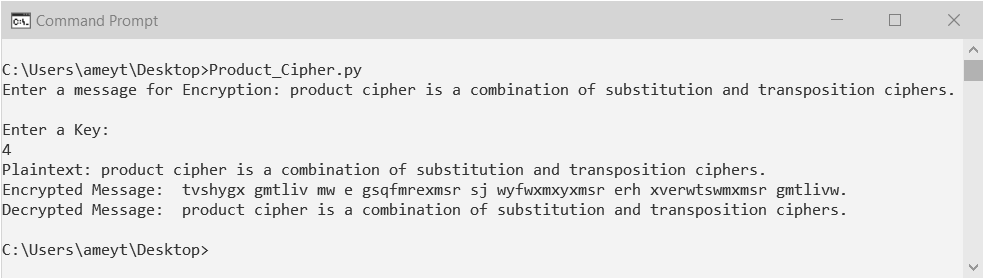 Command Prompt
C:\Users\ameyt\Desktop>Product_Cipher.py
Enter a message for Encryption: product cipher is a combination of substitution and transposition ciphers.
Enter a Key:
4
Plaintext: product cipher is a combination of substitution and transposition ciphers.
Encrypted Message:  tvshygx gmtliv mw e gsqfmrexmsr sj wyfwxmxyxmsr erh xverwtswmxmsr gmtlivw.
Decrypted Message:  product cipher is a combination of substitution and transposition ciphers.
C:\Users\ameyt\Desktop>